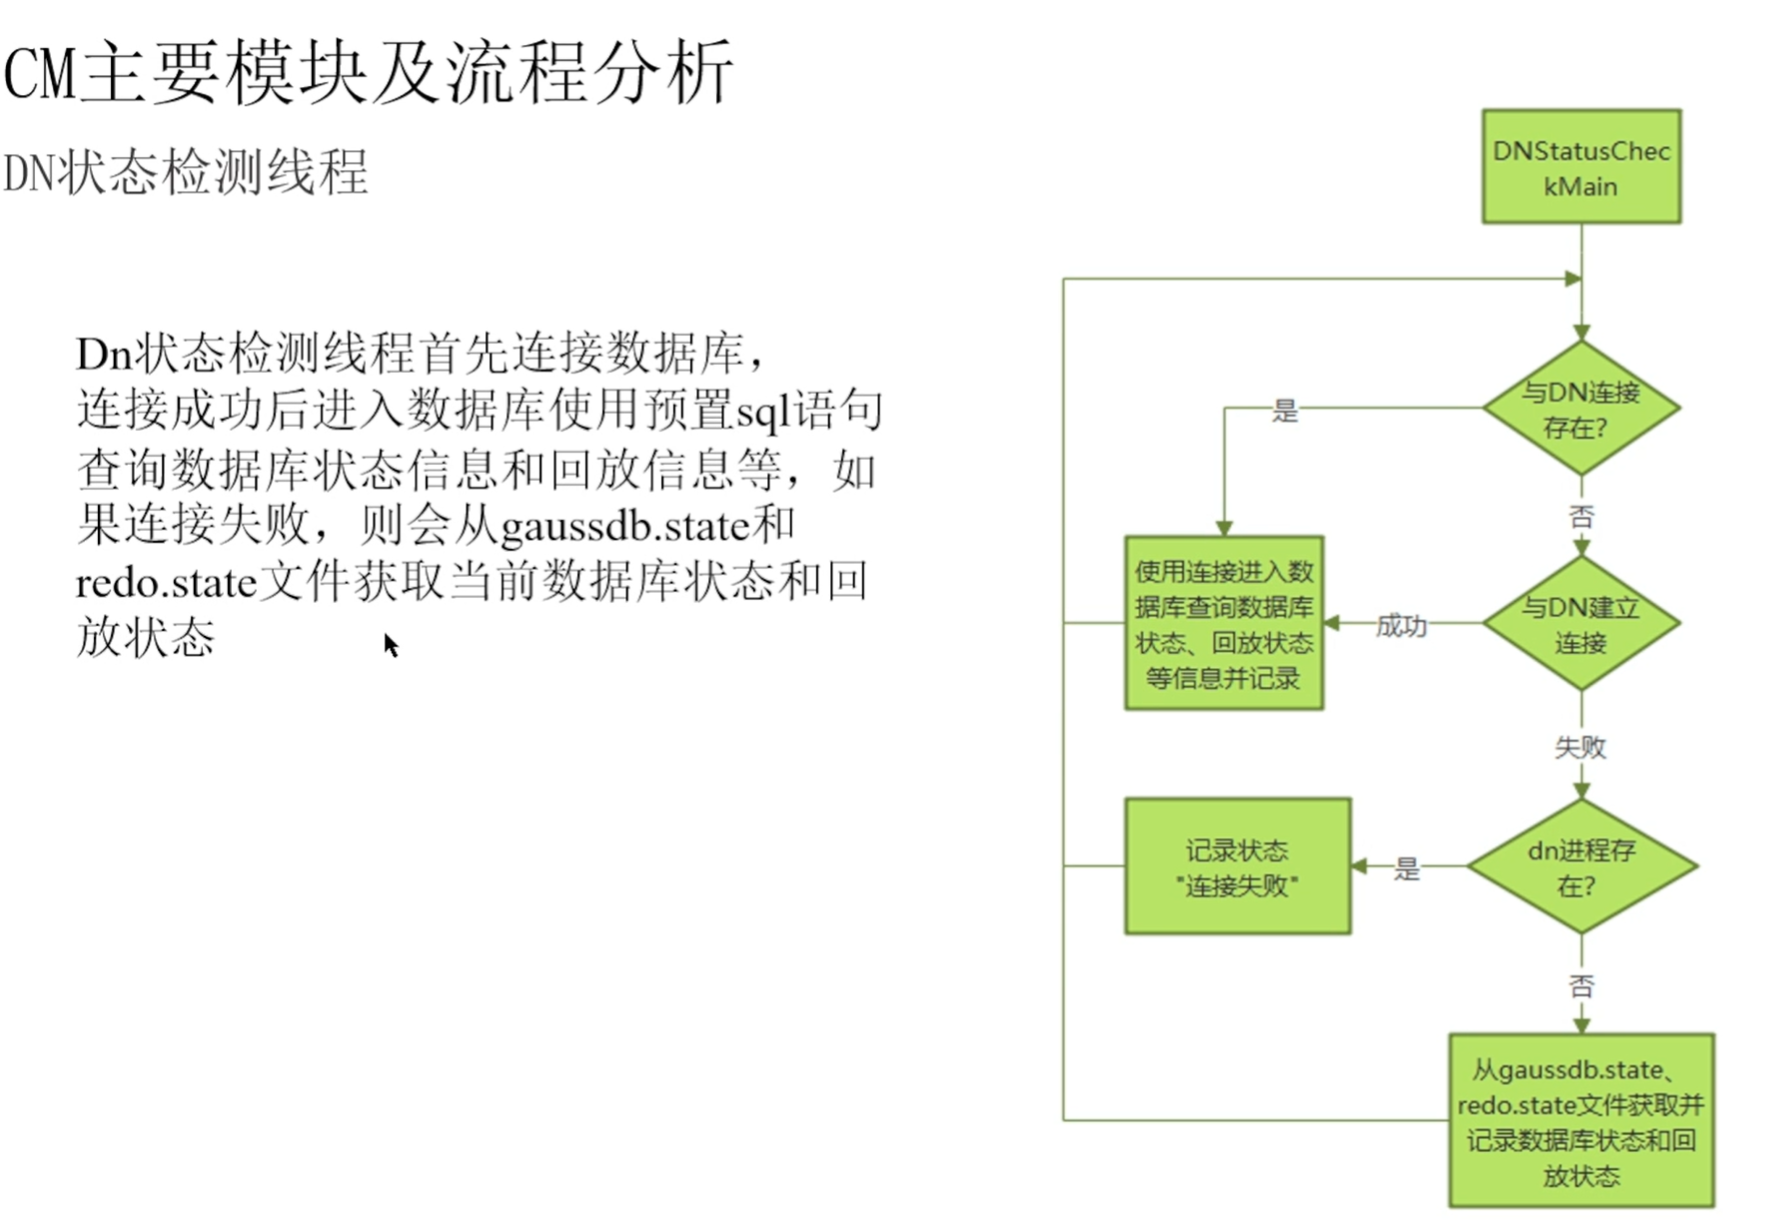 CM主要模块及流程分析
DN状态检测线程
Dn状态检测线程首先连接数据库，
连接成功后进入数据库使用预置sql语句
查询数据库状态信息和回放信息等，如
果连接失败，则会从gaussdb.state和
redo.state文件获取当前数据库状态和回
放状态
DNStatusChec
kMain
与DN连接
存在？
是
否
使用连接进入数
据库查询数据库
状态、回放状态
等信息并记录
成功
与DN建立
连接
失败
记录状态
"连接失败"
是
dn进程存
在？
否
从gaussdb.state、
redo.state文件获取并
记录数据库状态和回
放状态